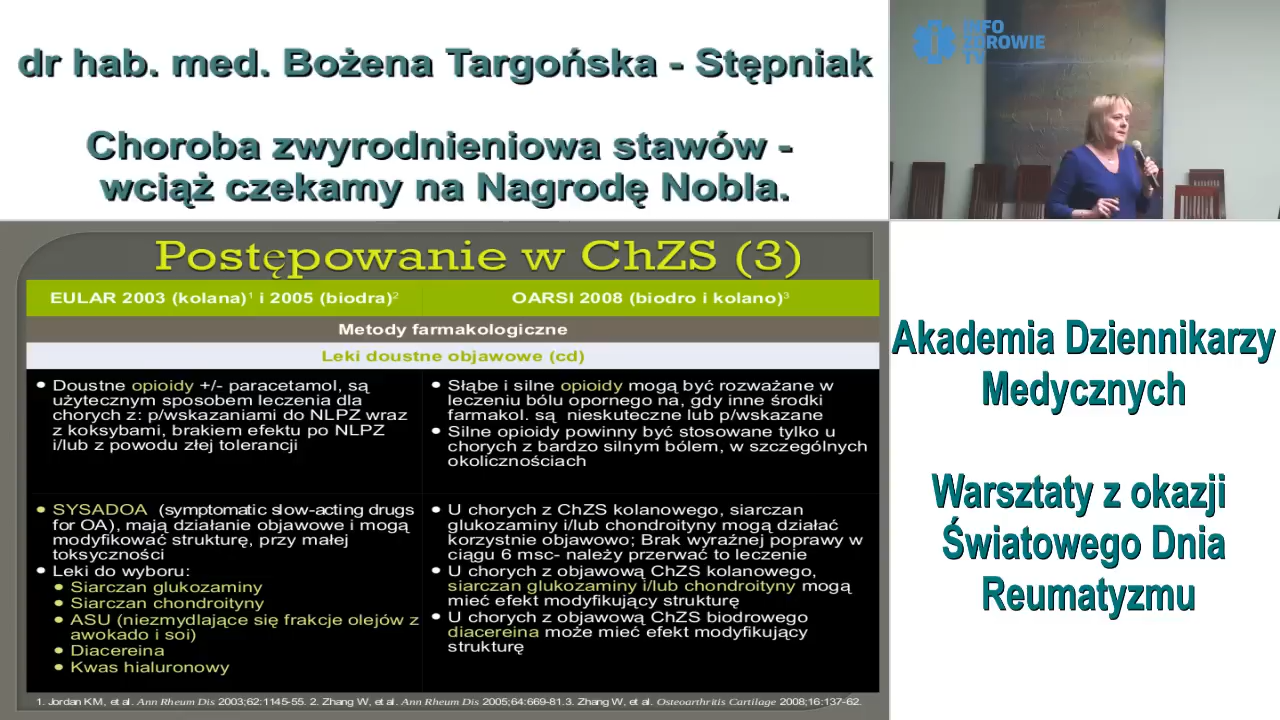 dr hab. med. Bożena Targońska - Stępniak
Choroba zwyrodnieniowa stawów -
wciąż czekamy na Nagrodę Nobla.
INFO
ZDROWIE
TV
Postępowanie w ChZS (3)
EULAR 2003 (kolana)¹ i 2005 (biodra)²
OARSI 2008 (biodro i kolano)³
Metody farmakologiczne
Leki doustne objawowe (cd)
Doustne opioidy +/- paracetamol, są
użytecznym sposobem leczenia dla
chorych z: p/wskazaniami do NLPZ wraz
z koksybami, brakiem efektu po NLPZ
i/lub z powodu złej tolerancji
Słąbe i silne opioidy mogą być rozważane w
leczeniu bólu opornego na, gdy inne środki
farmakol. są nieskuteczne lub p/wskazane
Silne opioidy powinny być stosowane tylko u
chorych z bardzo silnym bólem, w szczególnych
okolicznościach
SYSADOA (symptomatic slow-acting drugs
for OA), mają działanie objawowe i mogą
modyfikować strukturę, przy małej
toksyczności
Leki do wyboru:
Siarczan glukozaminy
Siarczan chondroityny
ASU (niezmydlające się frakcje olejów z
awokado i soi)
Diacereina
Kwas hialuronowy
U chorych z ChZS kolanowego, siarczan
glukozaminy i/lub chondroityny mogą działać
korzystnie objawowo; Brak wyraźnej poprawy w
ciągu 6 msc- należy przerwać to leczenie
U chorych z objawową ChZS kolanowego,
siarczan glukozaminy i/lub chondroityny mogą
mieć efekt modyfikujący strukturę
U chorych z objawową ChZS biodrowego
diacereina może mieć efekt modyfikujący
strukturę
1. Jordan KM, et al. Ann Rheum Dis 2003;62:1145-55. 2. Zhang W, et al. Ann Rheum Dis 2005;64:669-81.3. Zhang W, et al. Osteoarthritis Cartilage 2008;16:137-62.
Akademia Dziennikarzy
Medycznych
Warsztaty z okazji
Światowego Dnia
Reumatyzmu